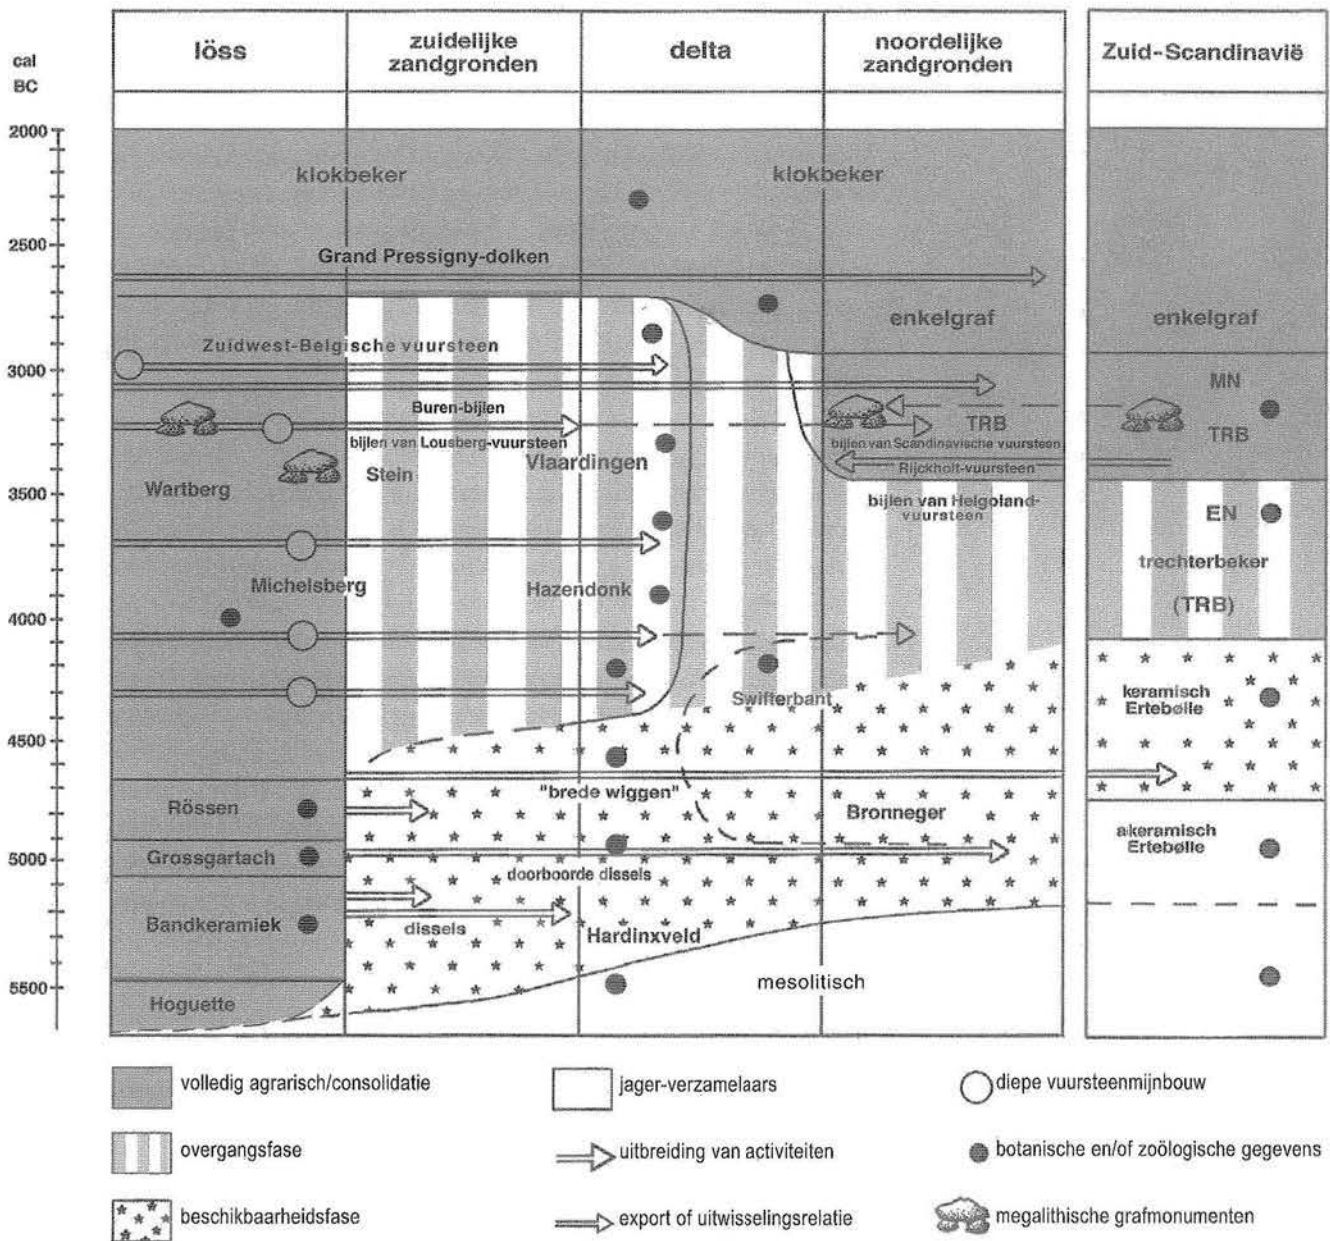 cal
BC
löss
zuidelijke
zandgronden
delta
noordelijke
zandgronden
Zuid-Scandinavië
2000
2500
3000
3500
4000
4500
5000
5500
klokbeker
klokbeker
Grand Pressigny-dolken
enkelgraf
enkelgraf
Zuidwest-Belgische vuursteen
MN
TRB
Buren-bijlen
TRB
bijlen van Lousberg-vuursteen
bijlen van Scandinavische vuursteen
Vlaardingen
Rijckholt-vuursteen
Stein
Wartberg
bijlen van Helgoland-
vuursteen
EN
trechterbeker
(TRB)
Michelsberg
Hazendonk
Swifterbant
keramisch
Ertebølle
Rössen
"brede wiggen"
Bronneger
akeramisch
Ertebølle
Grossgartach
doorboorde dissels
Bandkeramiek
dissels
Hardinxveld
mesolitisch
Hoguette
volledig agrarisch/consolidatie
jager-verzamelaars
diepe vuursteenmijnbouw
overgangsfase
uitbreiding van activiteiten
botanische en/of zoölogische gegevens
beschikbaarheidsfase
export of uitwisselingsrelatie
megalithische grafmonumenten